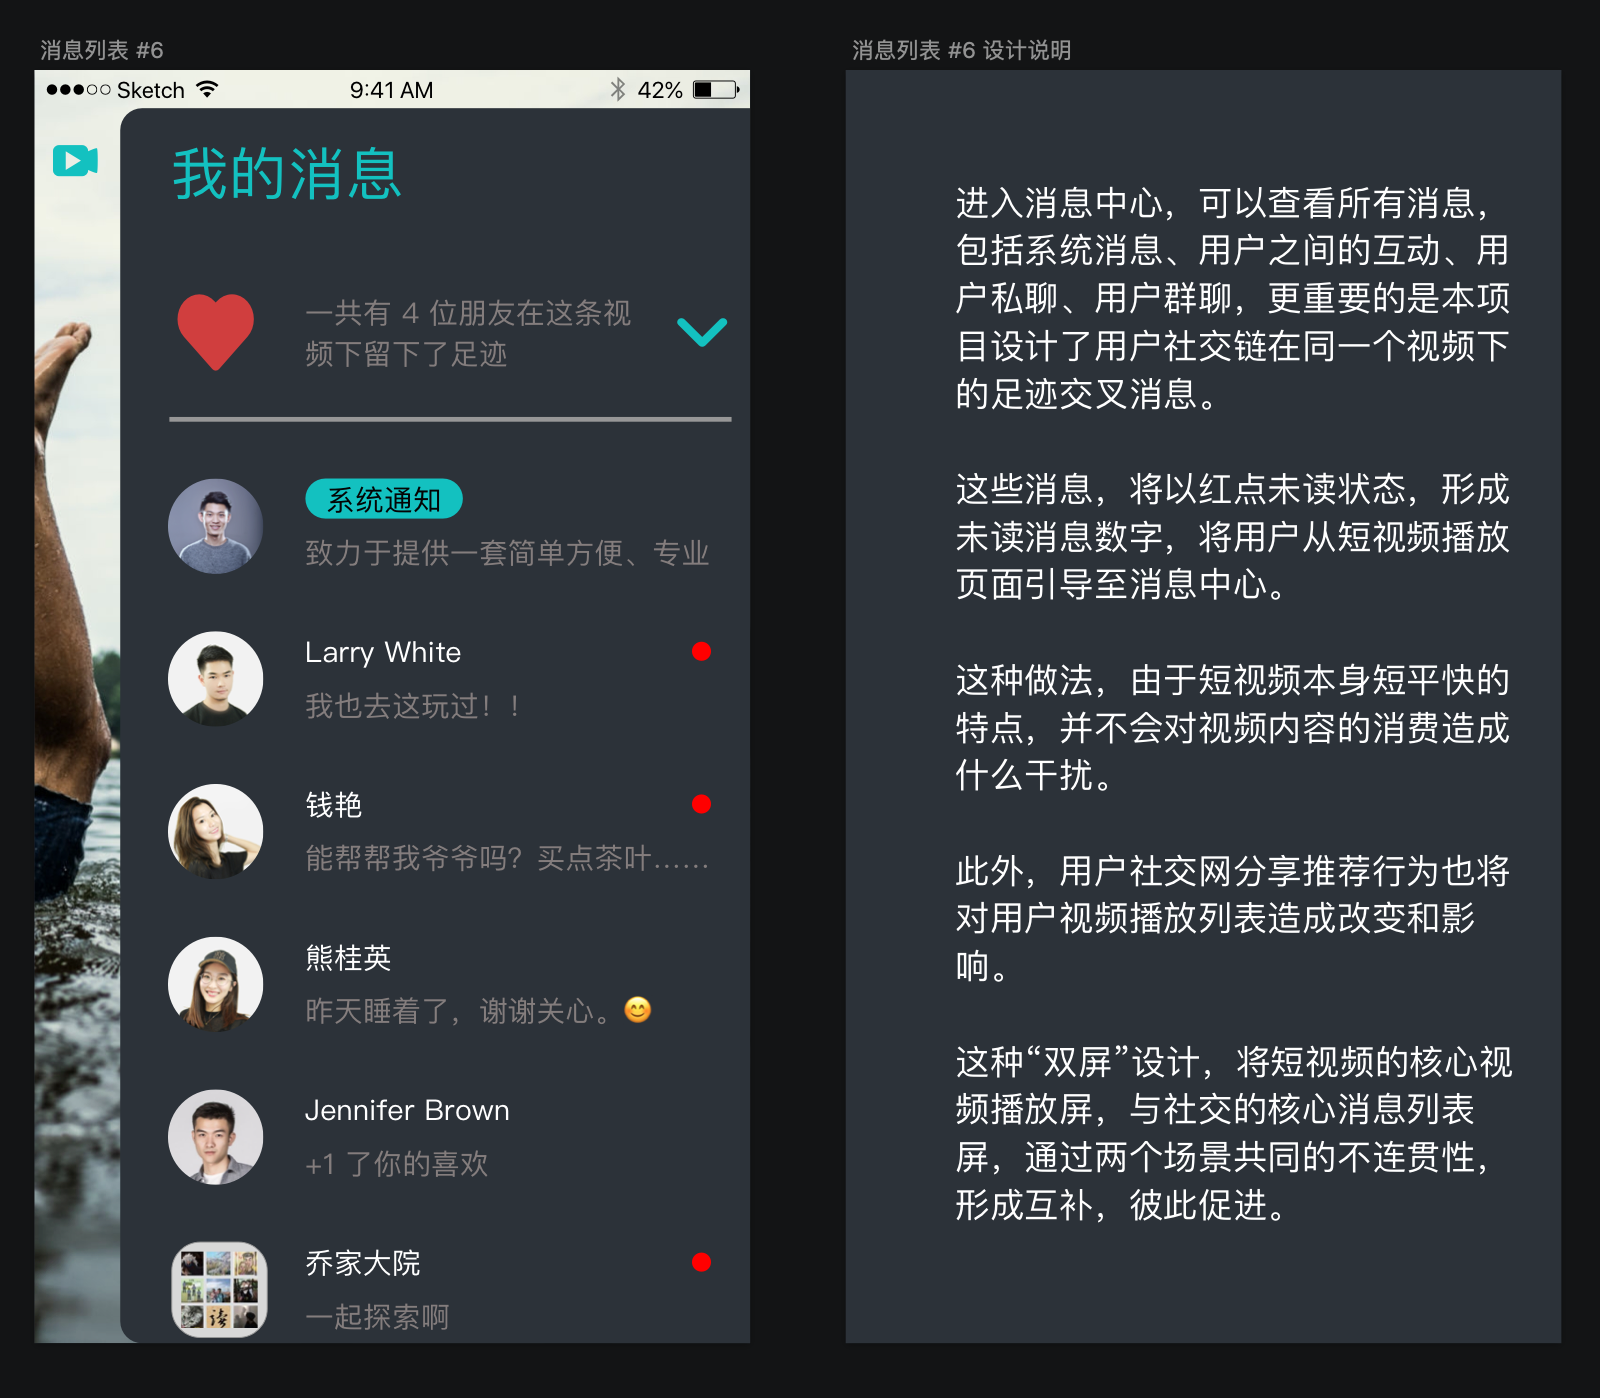 消息列表 #6
Sketch
9:41 AM
42%
我的消息
一共有 4 位朋友在这条视
频下留下了足迹
系统通知
致力于提供一套简单方便、专业
Larry White
我也去这玩过！！
钱艳
能帮帮我爷爷吗？买点茶叶……
熊桂英
昨天睡着了，谢谢关心。😊
Jennifer Brown
+1 了你的喜欢
乔家大院
一起探索啊
消息列表 #6 设计说明
进入消息中心，可以查看所有消息，
包括系统消息、用户之间的互动、用
户私聊、用户群聊，更重要的是本项
目设计了用户社交链在同一个视频下
的足迹交叉消息。
这些消息，将以红点未读状态，形成
未读消息数字，将用户从短视频播放
页面引导至消息中心。
这种做法，由于短视频本身短平快的
特点，并不会对视频内容的消费造成
什么干扰。
此外，用户社交网分享推荐行为也将
对用户视频播放列表造成改变和影
响。
这种“双屏”设计，将短视频的核心视
频播放屏，与社交的核心消息列表
屏，通过两个场景共同的不连贯性，
形成互补，彼此促进。